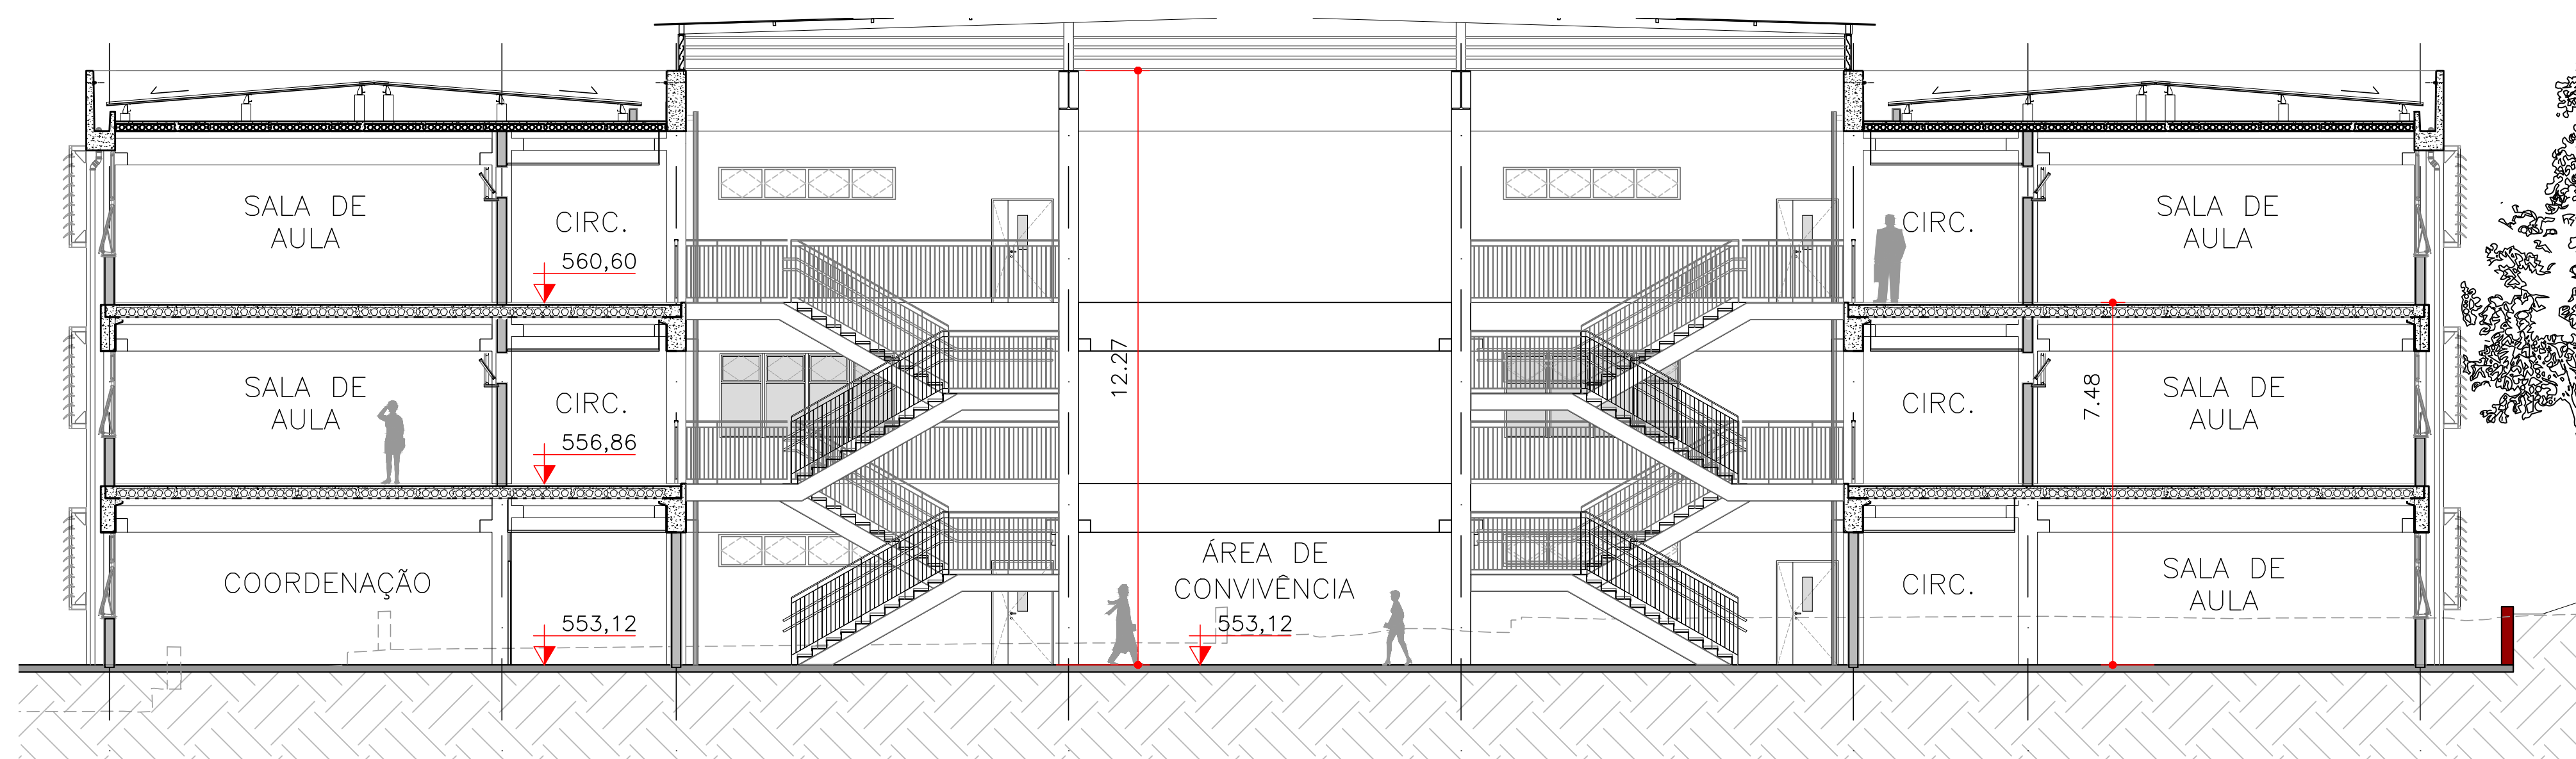 SALA DE
AULA
CIRC.
560,60
CIRC.
SALA DE
AULA
12.27
7.48
SALA DE
AULA
CIRC.
556,86
CIRC.
SALA DE
AULA
COORDENAÇÃO
553,12
ÁREA DE
CONVIVÊNCIA
553,12
CIRC.
SALA DE
AULA